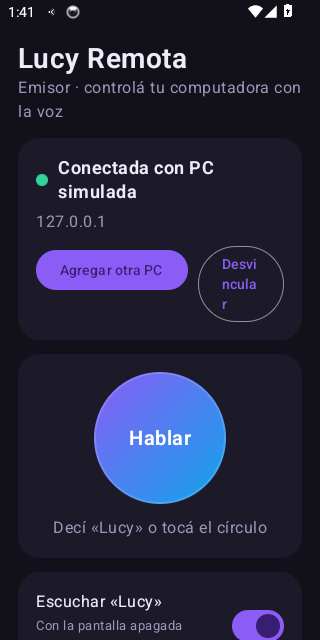 1:41
Lucy Remota
Emisor · controlá tu computadora con
la voz
Conectada con PC
simulada
127.0.0.1
Agregar otra PC
Desvi
ncula
r
Hablar
Decí «Lucy» o tocá el círculo
Escuchar «Lucy»
Con la pantalla apagada